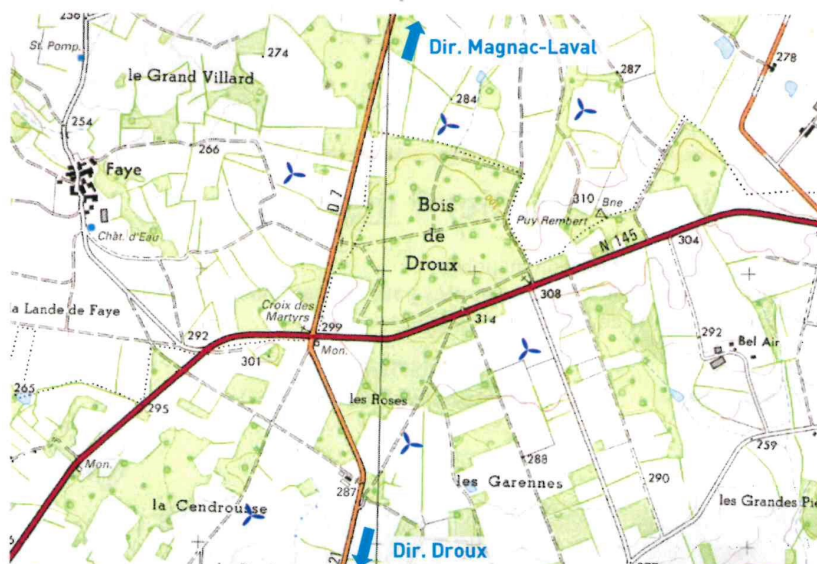 256
St. Pomp.
254
le Grand Villard
274
Dir. Magnac-Laval
284
287
278
Faye
266
Chât. d'Eau
D 7
Bois
de
Droux
310
Bne
Puy Rembert
N 145
304
308
314
la Lande de Faye
Croix des
Martyrs
299
Mon.
292
301
292
Bel Air
265
295
les Roses
Mon.
287
la Cendrousse
les Garennes
288
290
259
les Grandes
21
Dir. Droux